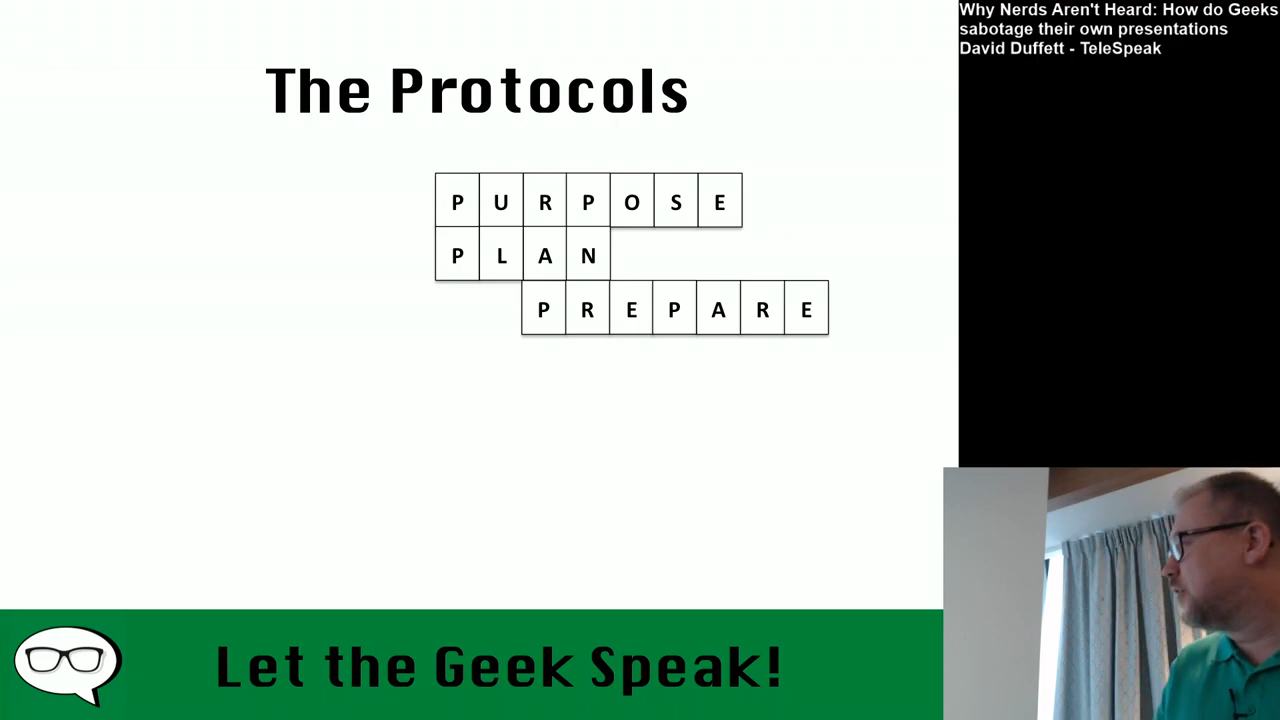 The Protocols
PURPOSE
PLAN
PREPARE
Let the Geek Speak!
Why Nerds Aren't Heard: How do Geeks
sabotage their own presentations
David Duffett - TeleSpeak